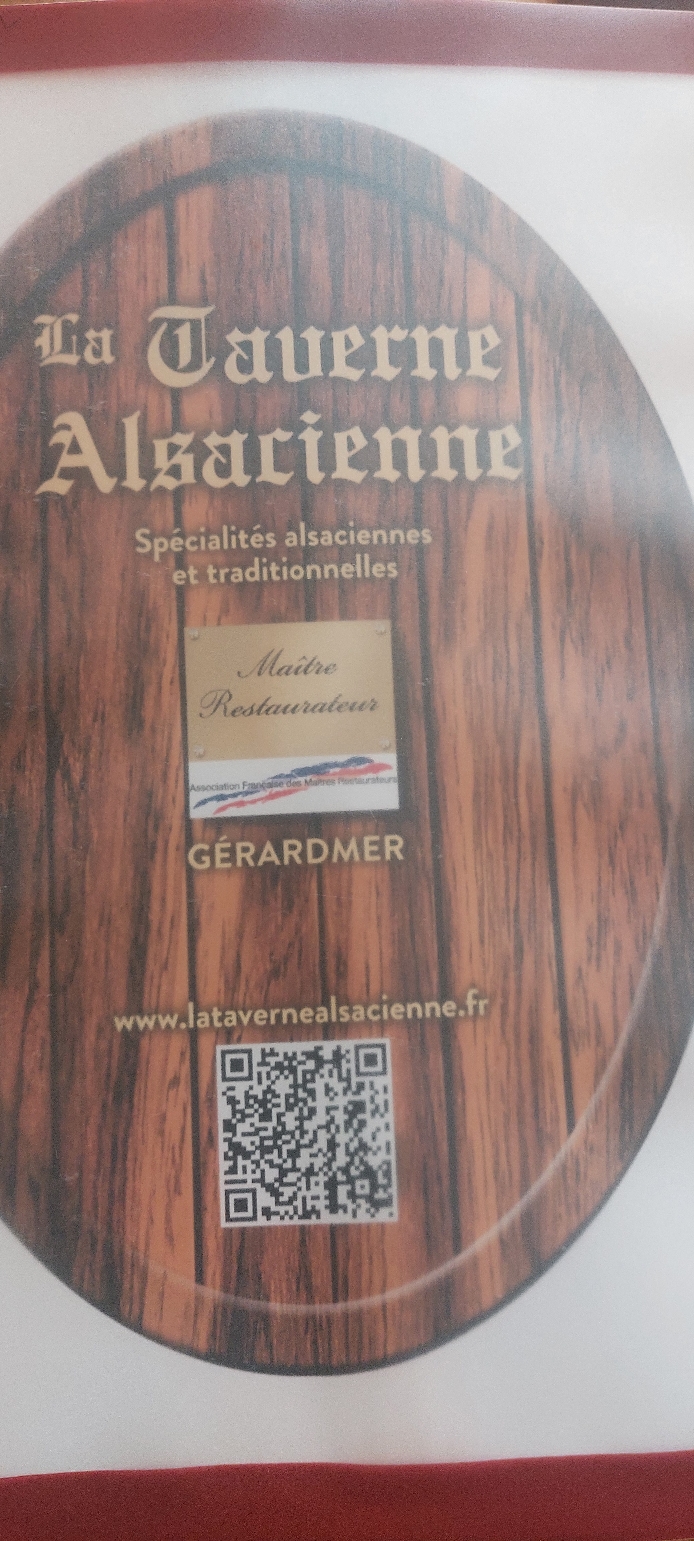 La Taverne
Alsacienne
Spécialités alsaciennes
et traditionnelles
Maître
Restaurateur
Association Française des Maîtres Restaurateurs
GÉRARDMER
www.latavernealsacienne.fr